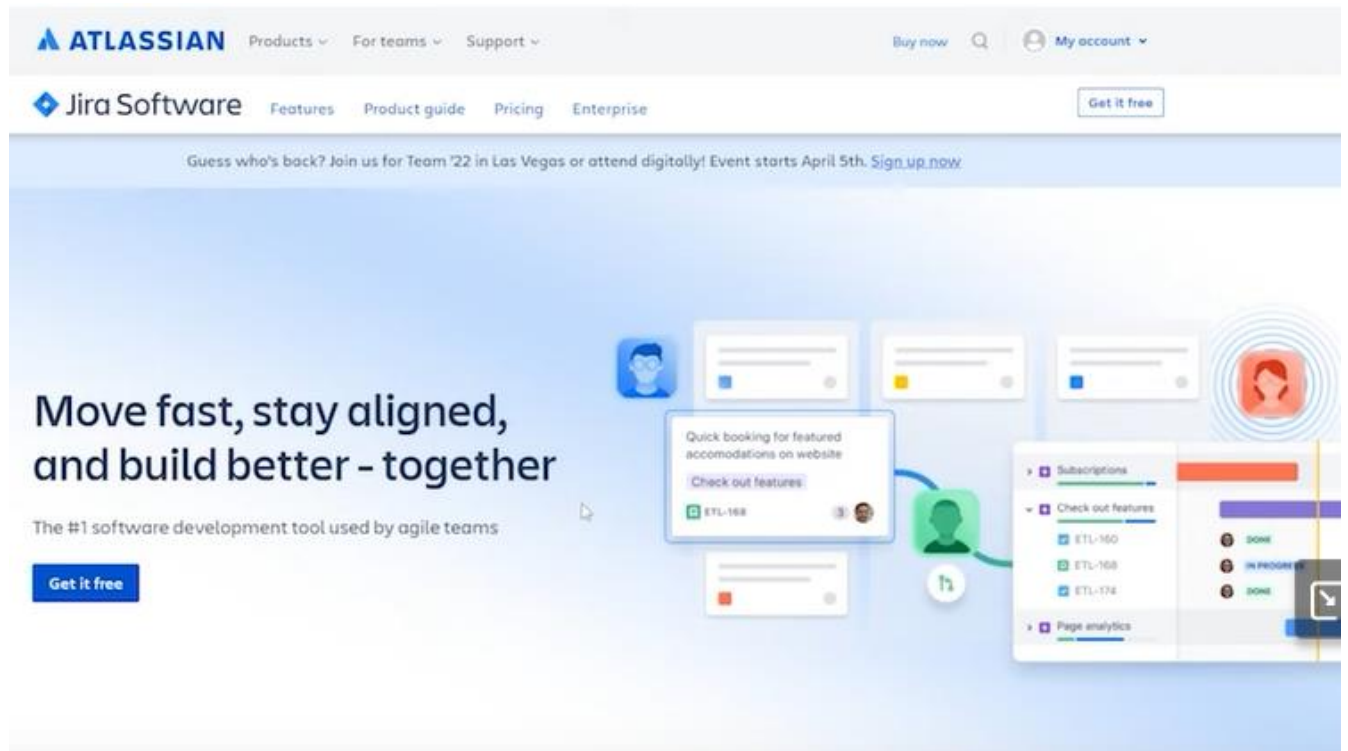 ATLASSIAN Products For teams Support Buy now My account
Jira Software Features Product guide Pricing Enterprise Get it free
Guess who's back? Join us for Team '22 in Las Vegas or attend digitally! Event starts April 5th. Sign up now
Move fast, stay aligned,
and build better - together
The #1 software development tool used by agile teams
Get it free
Quick booking for featured
accomodations on website
Check out features
ETL-168 3
Subscriptions
Check out features
ETL-160 DONE
ETL-168 IN PROGRESS
ETL-174 DONE
Page analytics